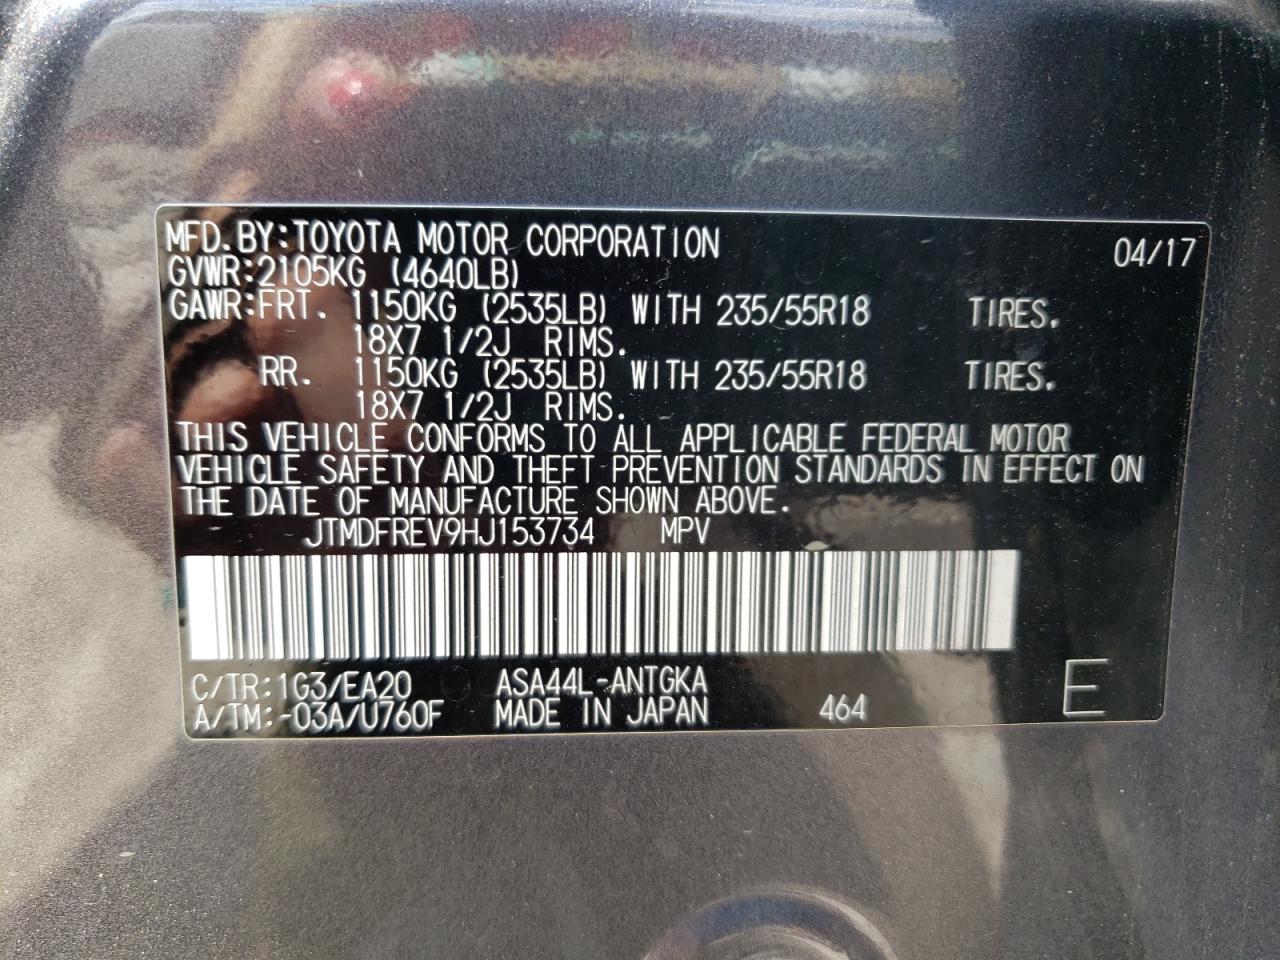 MFD.BY:TOYOTA MOTOR CORPORATION 04/17
GVWR:2105KG (4640LB)
GAWR:FRT. 1150KG (2535LB) WITH 235/55R18 TIRES.
18X7 1/2J RIMS.
RR. 1150KG (2535LB) WITH 235/55R18 TIRES.
18X7 1/2J RIMS.
THIS VEHICLE CONFORMS TO ALL APPLICABLE FEDERAL MOTOR
VEHICLE SAFETY AND THEFT PREVENTION STANDARDS IN EFFECT ON
THE DATE OF MANUFACTURE SHOWN ABOVE.
JTMDFREV9HJ153734 MPV
C/TR:1G3/EA20 ASA44L-ANTGKA
A/TM:-03A/U760F MADE IN JAPAN 464 E